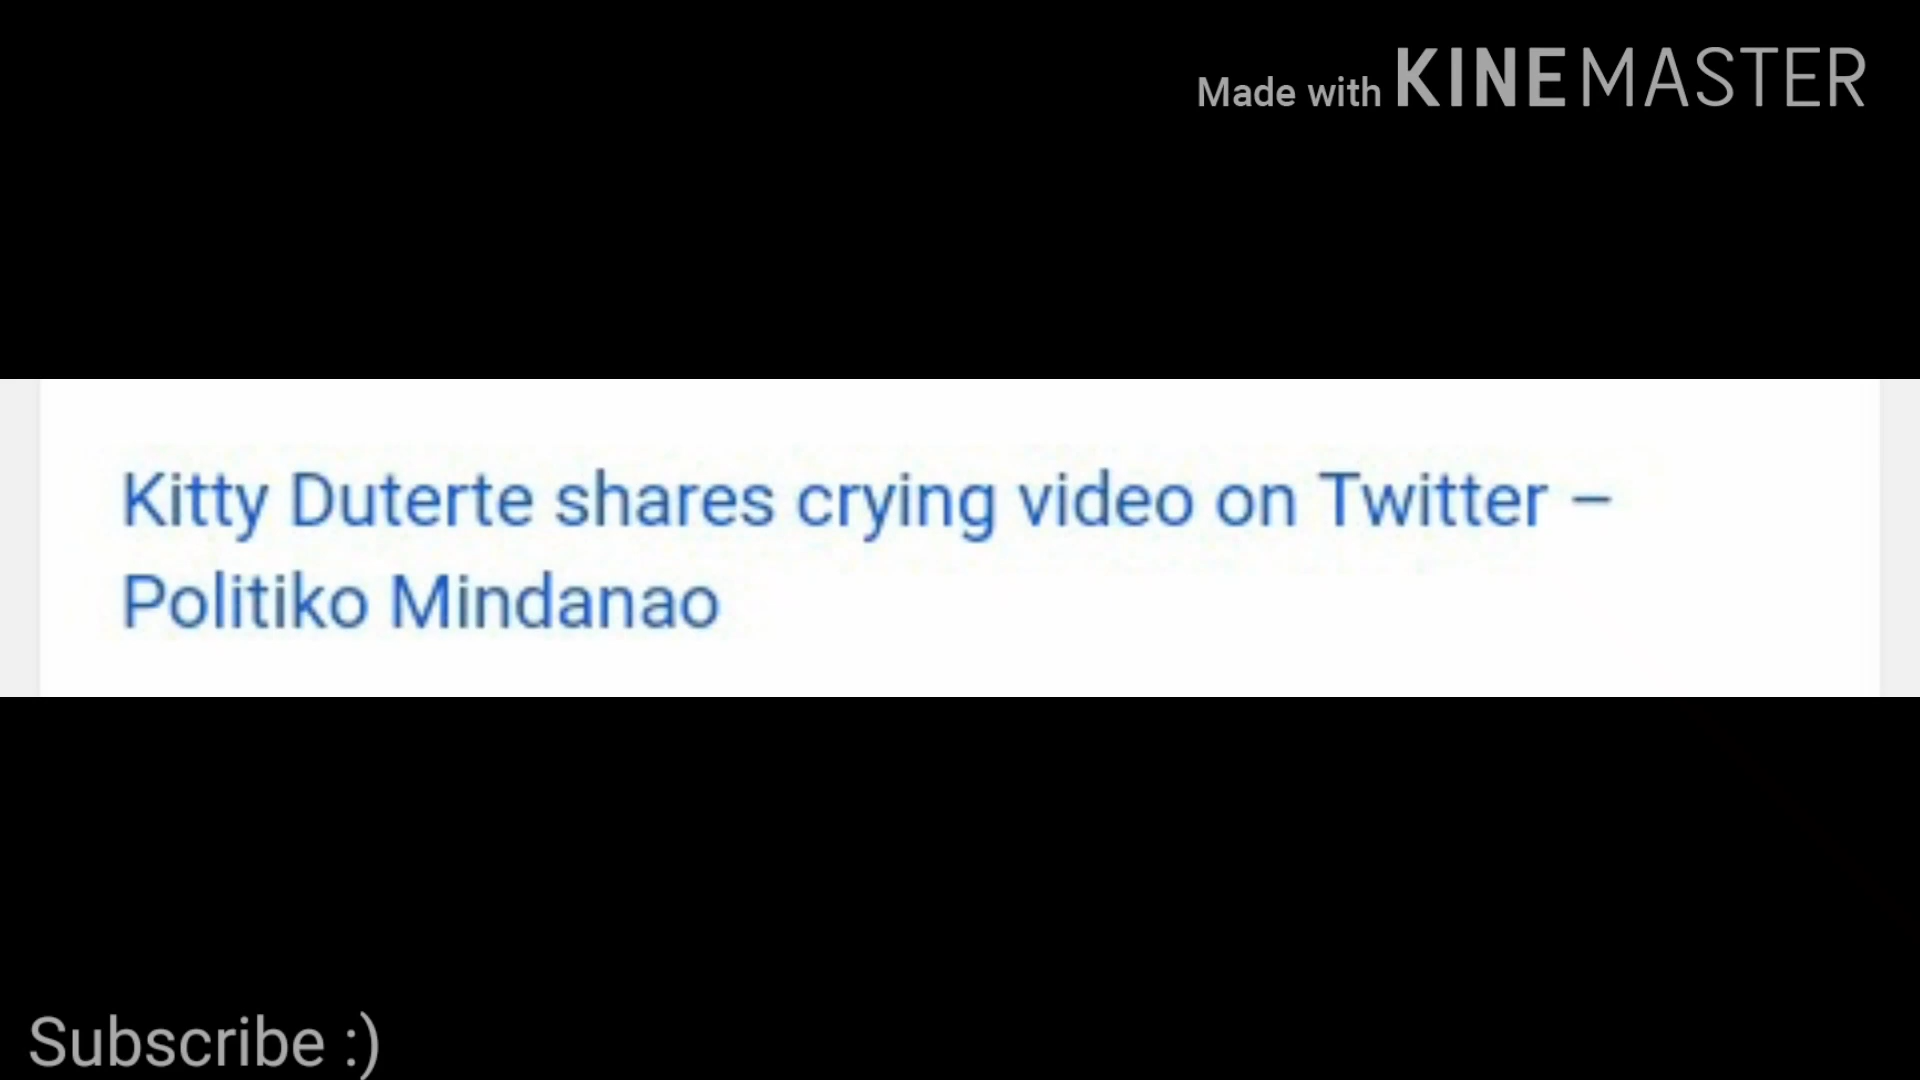 Made with KINEMASTER
Kitty Duterte shares crying video on Twitter –
Politiko Mindanao
Subscribe :)